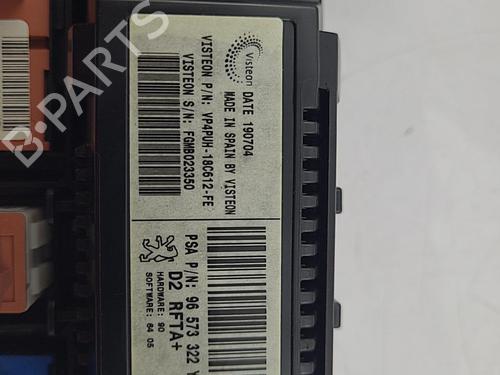 Visteon
DATE 190704
MADE IN SPAIN BY VISTEON
VISTEON P/N: VP4PUH-18C612-FE
VISTEON S/N: FGMB023350
PSA P/N: 96 573 322 Y
D2 RFTA+
HARDWARE: 90
SOFTWARE: 84 05
B-PARTS